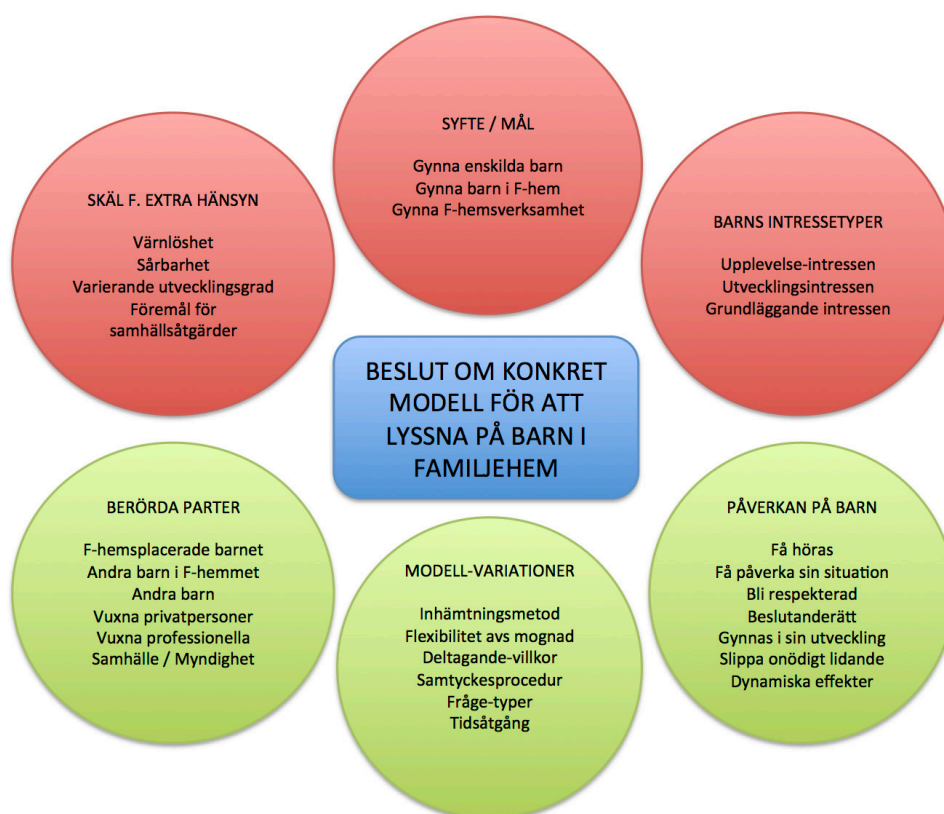 SYFTE / MÅL
Gynna enskilda barn
Gynna barn i F-hem
Gynna F-hemsverksamhet
SKÄL F. EXTRA HÄNSYN
Värnlöshet
Sårbarhet
Varierande utvecklingsgrad
Föremål för
samhällsåtgärder
BARNS INTRESSETYPER
Upplevelse-intressen
Utvecklingsintressen
Grundläggande intressen
BESLUT OM KONKRET
MODELL FÖR ATT
LYSSNA PÅ BARN I
FAMILJEHEM
BERÖRDA PARTER
F-hemsplacerade barnet
Andra barn i F-hemmet
Andra barn
Vuxna privatpersoner
Vuxna professionella
Samhälle / Myndighet
MODELL-VARIATIONER
Inhämtningsmetod
Flexibilitet avs mognad
Deltagande-villkor
Samtyckesprocedur
Fråge-typer
Tidsåtgång
PÅVERKAN PÅ BARN
Få höras
Få påverka sin situation
Bli respekterad
Beslutanderätt
Gynnas i sin utveckling
Slippa onödigt lidande
Dynamiska effekter